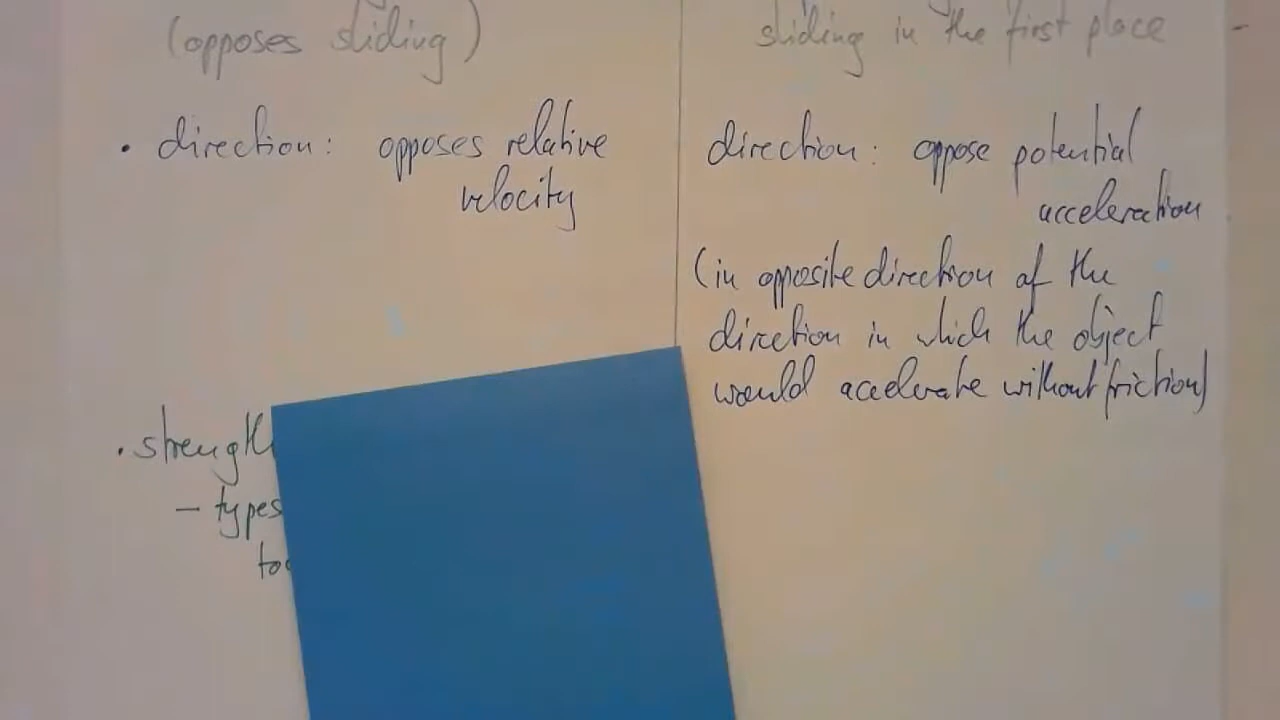 (opposes sliding)
• direction: opposes relative
velocity
• strength
– types
sliding in the first place
direction: oppose potential
acceleration
(in opposite direction of the
direction in which the object
would accelerate without friction)